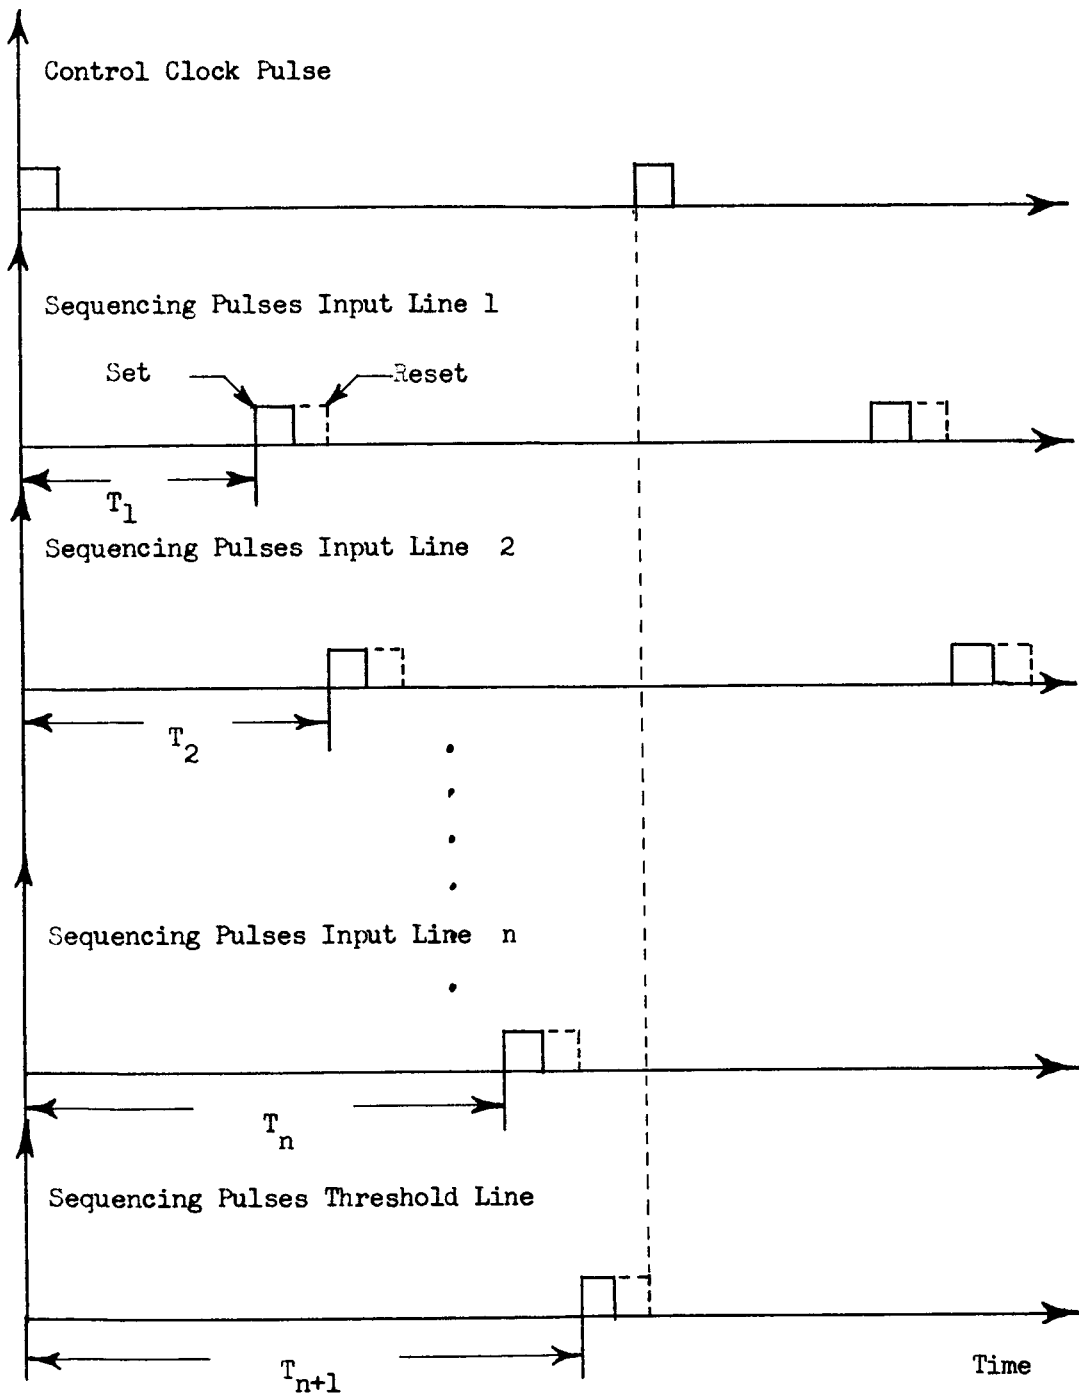 Control Clock Pulse
Sequencing Pulses Input Line 1
Set
Reset
T1
Sequencing Pulses Input Line 2
T2
Sequencing Pulses Input Line n
Tn
Sequencing Pulses Threshold Line
Tn+1
Time